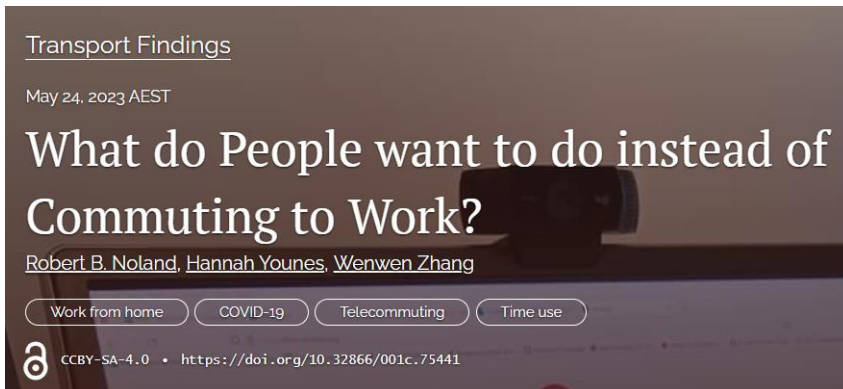 Transport Findings
May 24, 2023 AEST
What do People want to do instead of
Commuting to Work?
Robert B. Noland, Hannah Younes, Wenwen Zhang
Work from home COVID-19 Telecommuting Time use
CCBY-SA-4.0 • https://doi.org/10.32866/001c.75441